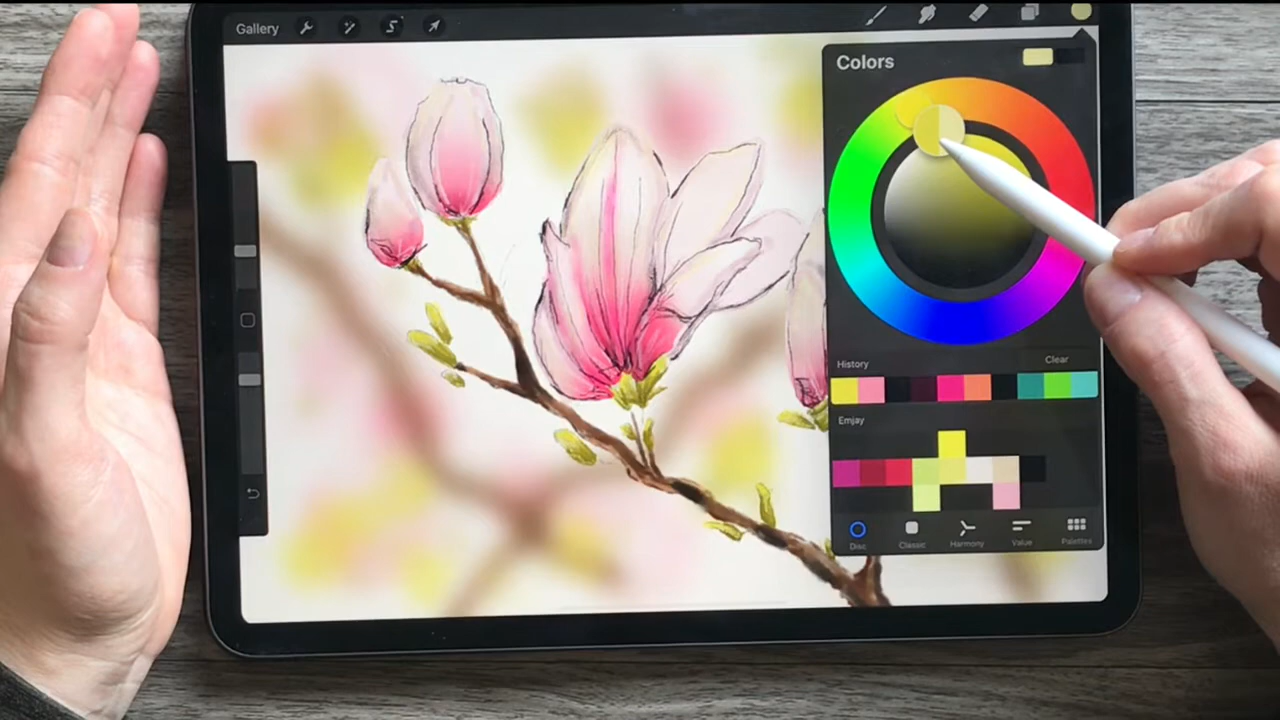 Gallery
Colors
History
Clear
Emjay
Disc
Classic
Harmony
Value
Palettes